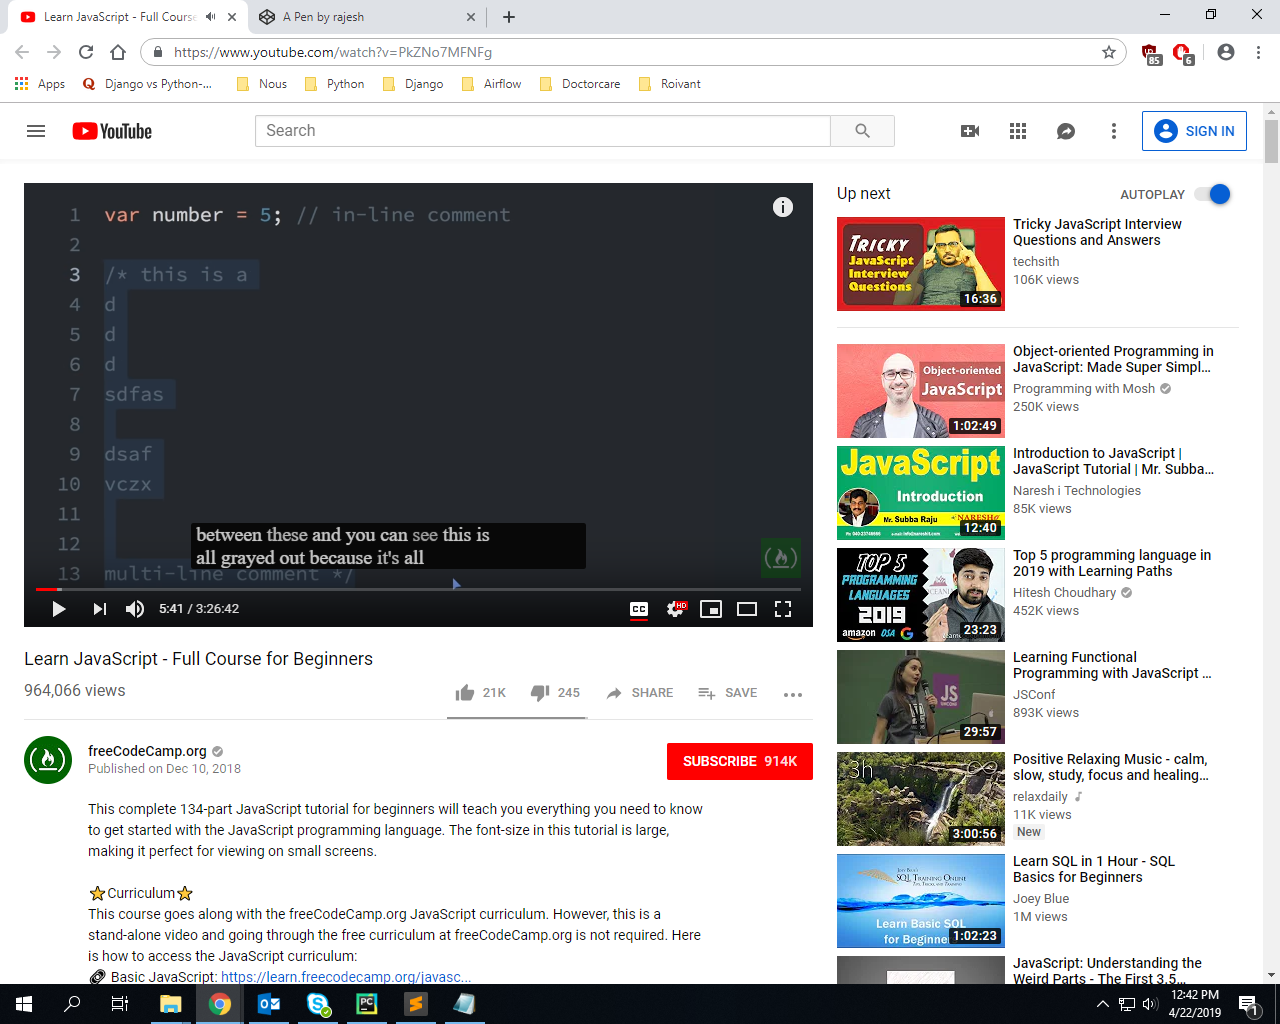 Learn JavaScript - Full Course
A Pen by rajesh
https://www.youtube.com/watch?v=PkZNo7MFNFg
85
6
Apps
Django vs Python-...
Nous
Python
Django
Airflow
Doctorcare
Roivant
YouTube
Search
SIGN IN
1 var number = 5; // in-line comment
2
3 /* this is a
4 d
5 d
6 d
7 sdfas
8
9 dsaf
10 vczx
11
12
13 multi-line comment */
between these and you can see this is
all grayed out because it's all
5:41 / 3:26:42
CC
HD
Learn JavaScript - Full Course for Beginners
964,066 views
21K
245
SHARE
SAVE
freeCodeCamp.org
Published on Dec 10, 2018
SUBSCRIBE 914K
This complete 134-part JavaScript tutorial for beginners will teach you everything you need to know
to get started with the JavaScript programming language. The font-size in this tutorial is large,
making it perfect for viewing on small screens.
⭐Curriculum⭐
This course goes along with the freeCodeCamp.org JavaScript curriculum. However, this is a
stand-alone video and going through the free curriculum at freeCodeCamp.org is not required. Here
is how to access the JavaScript curriculum:
🔗 Basic JavaScript: https://learn.freecodecamp.org/javasc...
Up next
AUTOPLAY
TRICKY
JAVASCRIPT
INTERVIEW
QUESTIONS
16:36
Tricky JavaScript Interview
Questions and Answers
techsith
106K views
Object-oriented
JavaScript
1:02:49
Object-oriented Programming in
JavaScript: Made Super Simpl...
Programming with Mosh
250K views
JavaScript
Introduction
Mr. Subba Raju
12:40
Introduction to JavaScript |
JavaScript Tutorial | Mr. Subba...
Naresh i Technologies
85K views
TOP 5
PROGRAMMING
LANGUAGES
2019
amazon
23:23
Top 5 programming language in
2019 with Learning Paths
Hitesh Choudhary
452K views
JS
29:57
Learning Functional
Programming with JavaScript ...
JSConf
893K views
3h
3:00:56
Positive Relaxing Music - calm,
slow, study, focus and healing...
relaxdaily
11K views
New
SQL TRAINING ONLINE
Learn Basic SQL
for Beginn
1:02:23
Learn SQL in 1 Hour - SQL
Basics for Beginners
Joey Blue
1M views
JavaScript: Understanding the
Weird Parts - The First 3.5
12:42 PM
4/22/2019
1